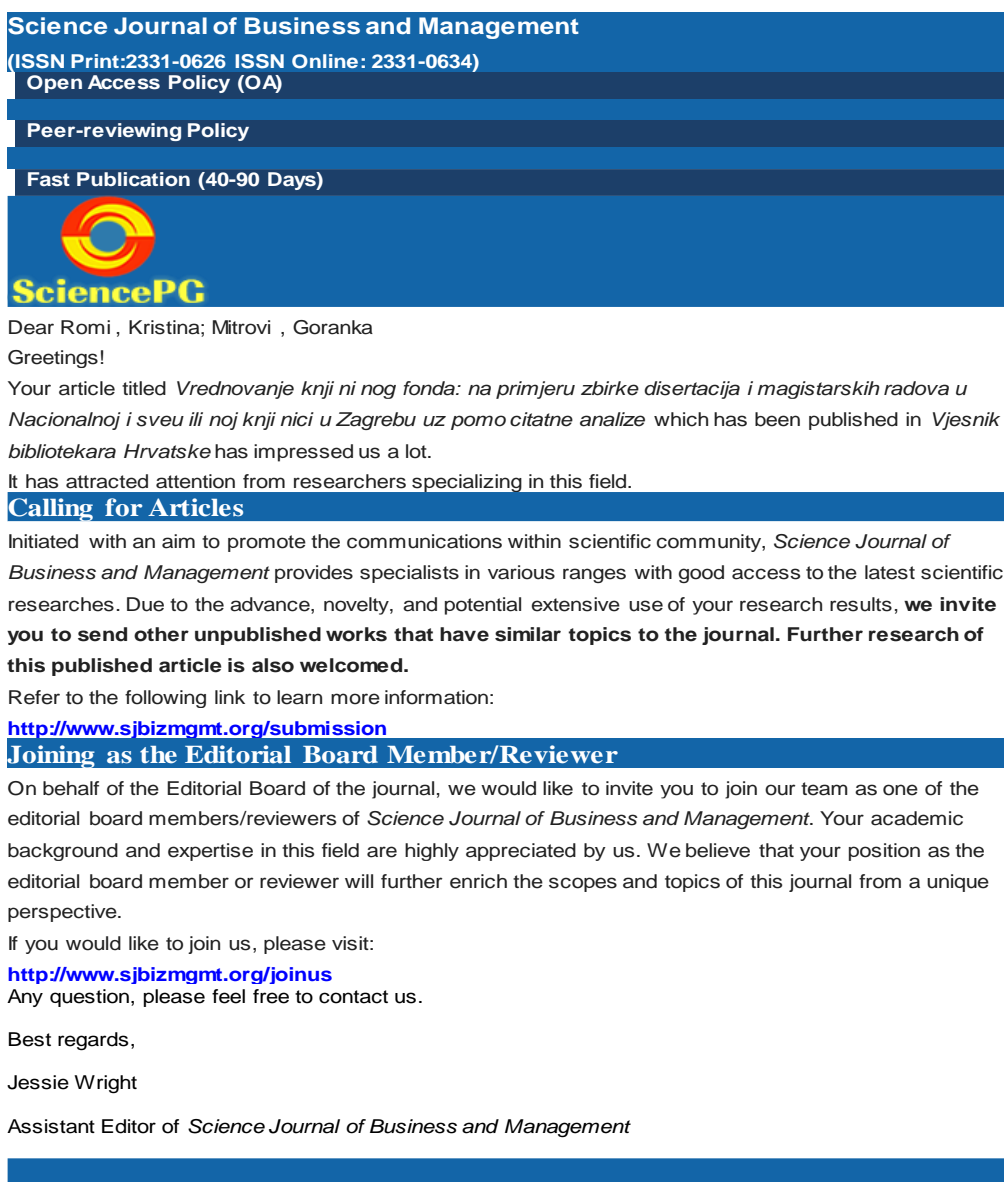 Science Journal of Business and Management
(ISSN Print:2331-0626 ISSN Online: 2331-0634)
Open Access Policy (OA)
Peer-reviewing Policy
Fast Publication (40-90 Days)
SciencePG
Dear Romi , Kristina; Mitrovi , Goranka
Greetings!
Your article titled Vrednovanje knji ni nog fonda: na primjeru zbirke disertacija i magistarskih radova u
Nacionalnoj i sveu ili noj knji nici u Zagrebu uz pomo citatne analize which has been published in Vjesnik
bibliotekara Hrvatske has impressed us a lot.
It has attracted attention from researchers specializing in this field.
Calling for Articles
Initiated with an aim to promote the communications within scientific community, Science Journal of
Business and Management provides specialists in various ranges with good access to the latest scientific
researches. Due to the advance, novelty, and potential extensive use of your research results, we invite
you to send other unpublished works that have similar topics to the journal. Further research of
this published article is also welcomed.
Refer to the following link to learn more information:
http://www.sjbizmgmt.org/submission
Joining as the Editorial Board Member/Reviewer
On behalf of the Editorial Board of the journal, we would like to invite you to join our team as one of the
editorial board members/reviewers of Science Journal of Business and Management. Your academic
background and expertise in this field are highly appreciated by us. We believe that your position as the
editorial board member or reviewer will further enrich the scopes and topics of this journal from a unique
perspective.
If you would like to join us, please visit:
http://www.sjbizmgmt.org/joinus
Any question, please feel free to contact us.
Best regards,
Jessie Wright
Assistant Editor of Science Journal of Business and Management